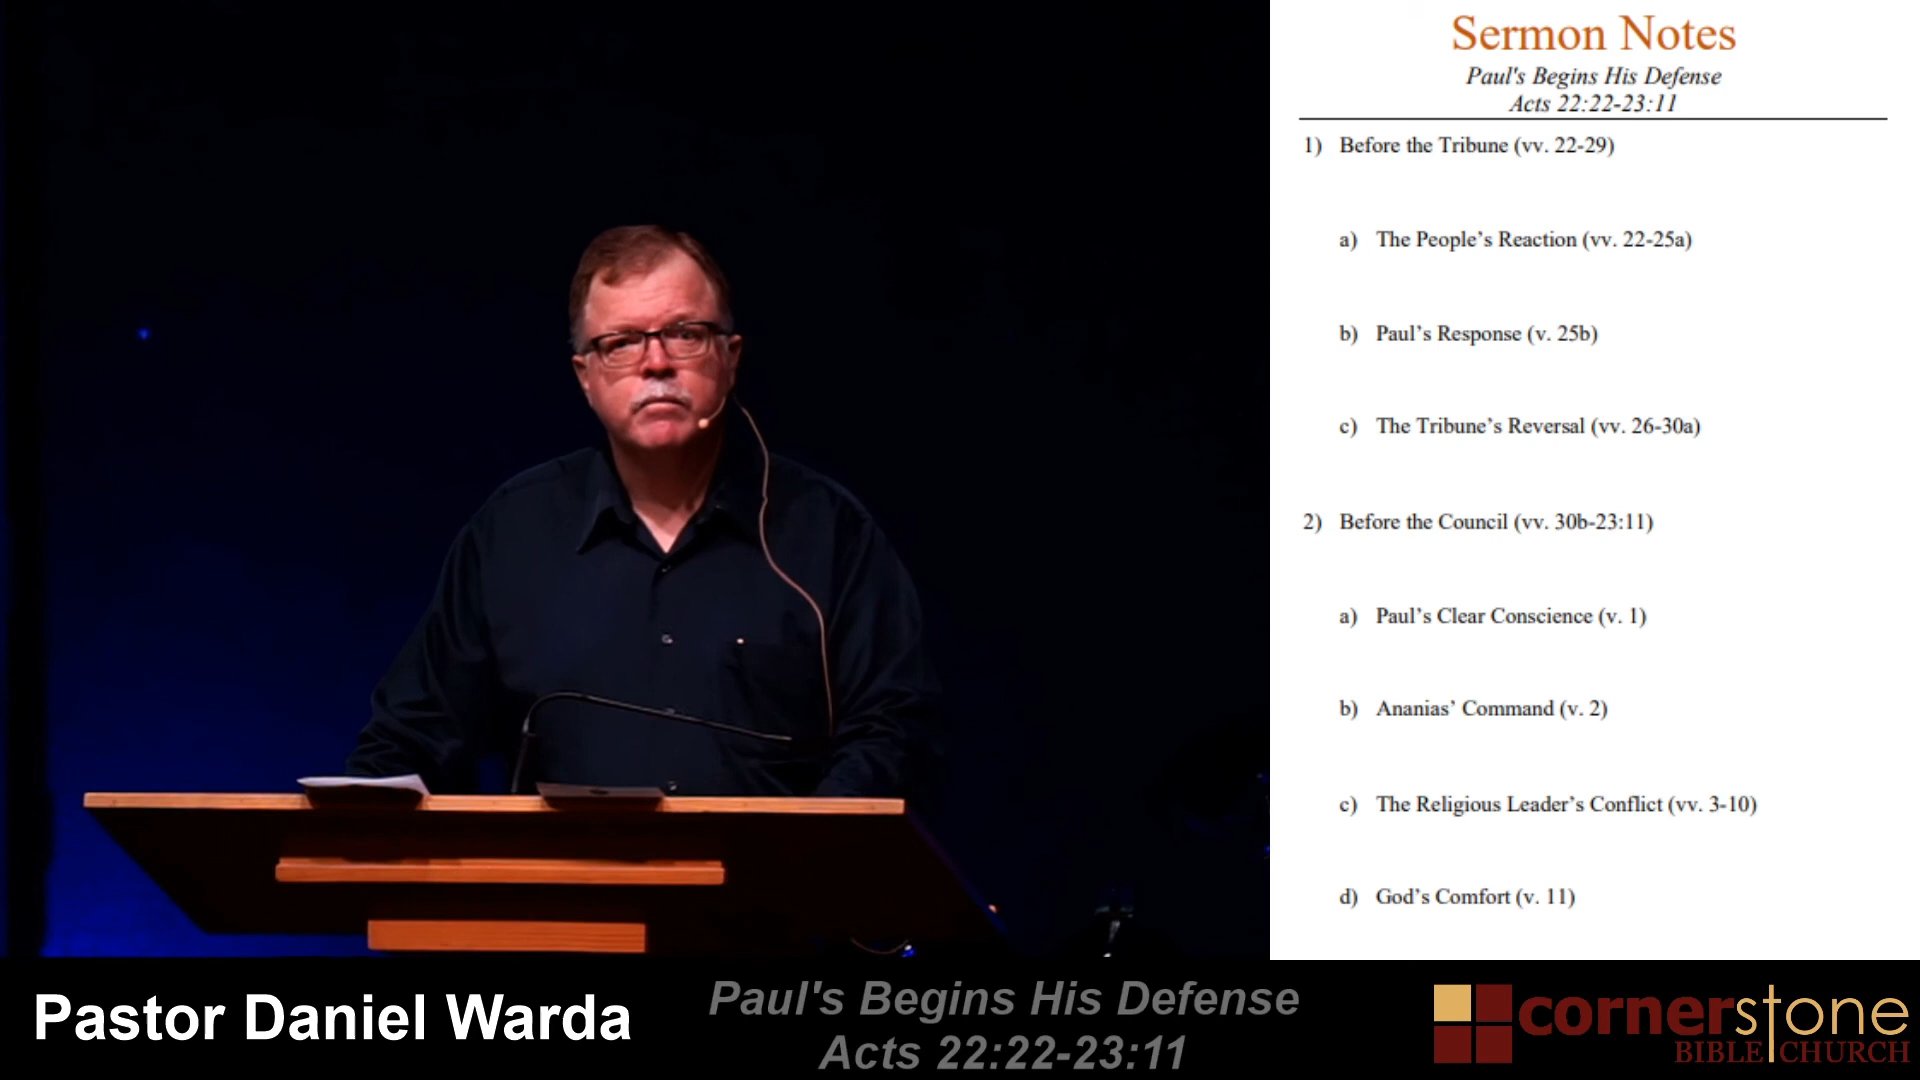 Sermon Notes
Paul's Begins His Defense
Acts 22:22-23:11
1) Before the Tribune (vv. 22-29)
a) The People’s Reaction (vv. 22-25a)
b) Paul’s Response (v. 25b)
c) The Tribune’s Reversal (vv. 26-30a)
2) Before the Council (vv. 30b-23:11)
a) Paul’s Clear Conscience (v. 1)
b) Ananias’ Command (v. 2)
c) The Religious Leader’s Conflict (vv. 3-10)
d) God’s Comfort (v. 11)
Pastor Daniel Warda
Paul's Begins His Defense
Acts 22:22-23:11
cornerstone
BIBLE CHURCH